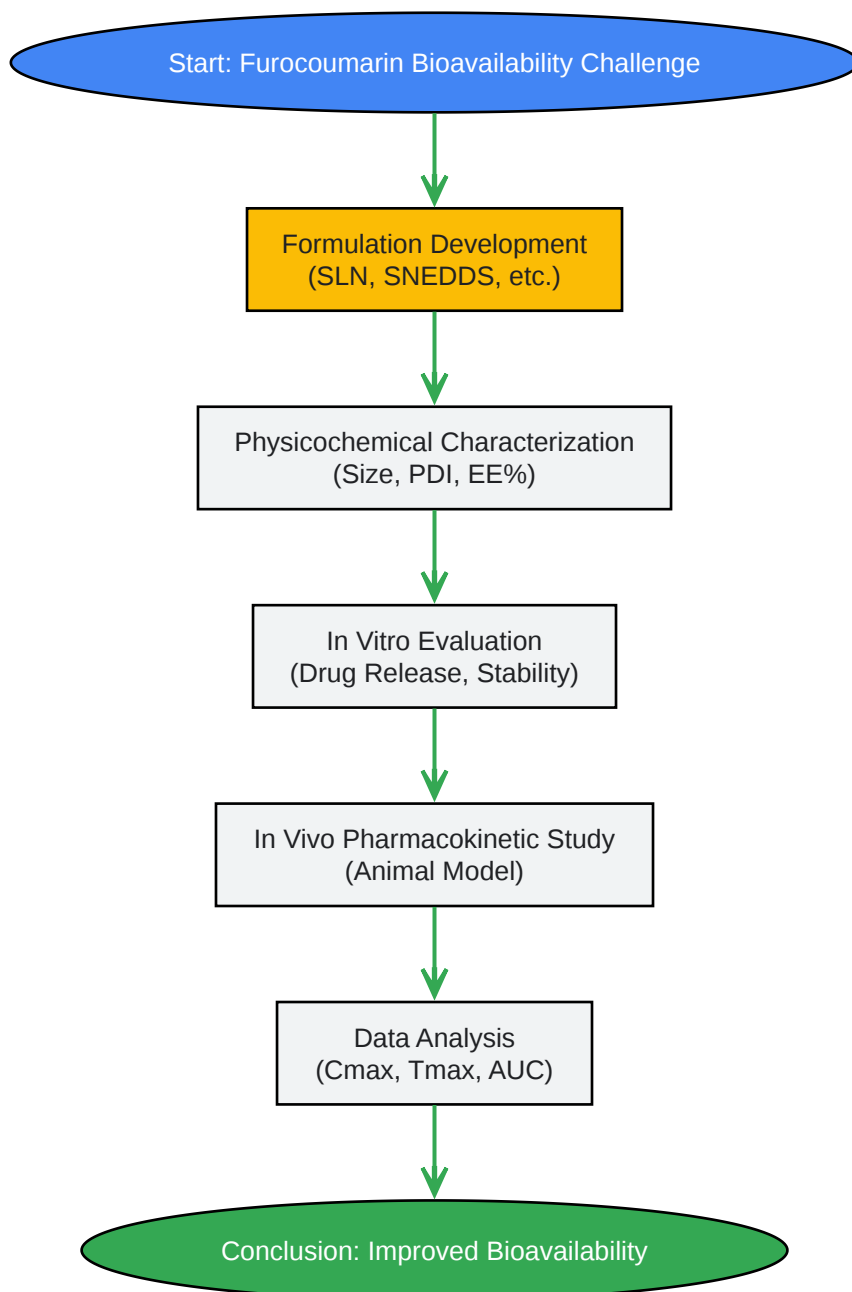 Start: Furocoumarin Bioavailability Challenge
Formulation Development
(SLN, SNEDDS, etc.)
Physicochemical Characterization
(Size, PDI, EE%)
In Vitro Evaluation
(Drug Release, Stability)
In Vivo Pharmacokinetic Study
(Animal Model)
Data Analysis
(Cmax, Tmax, AUC)
Conclusion: Improved Bioavailability